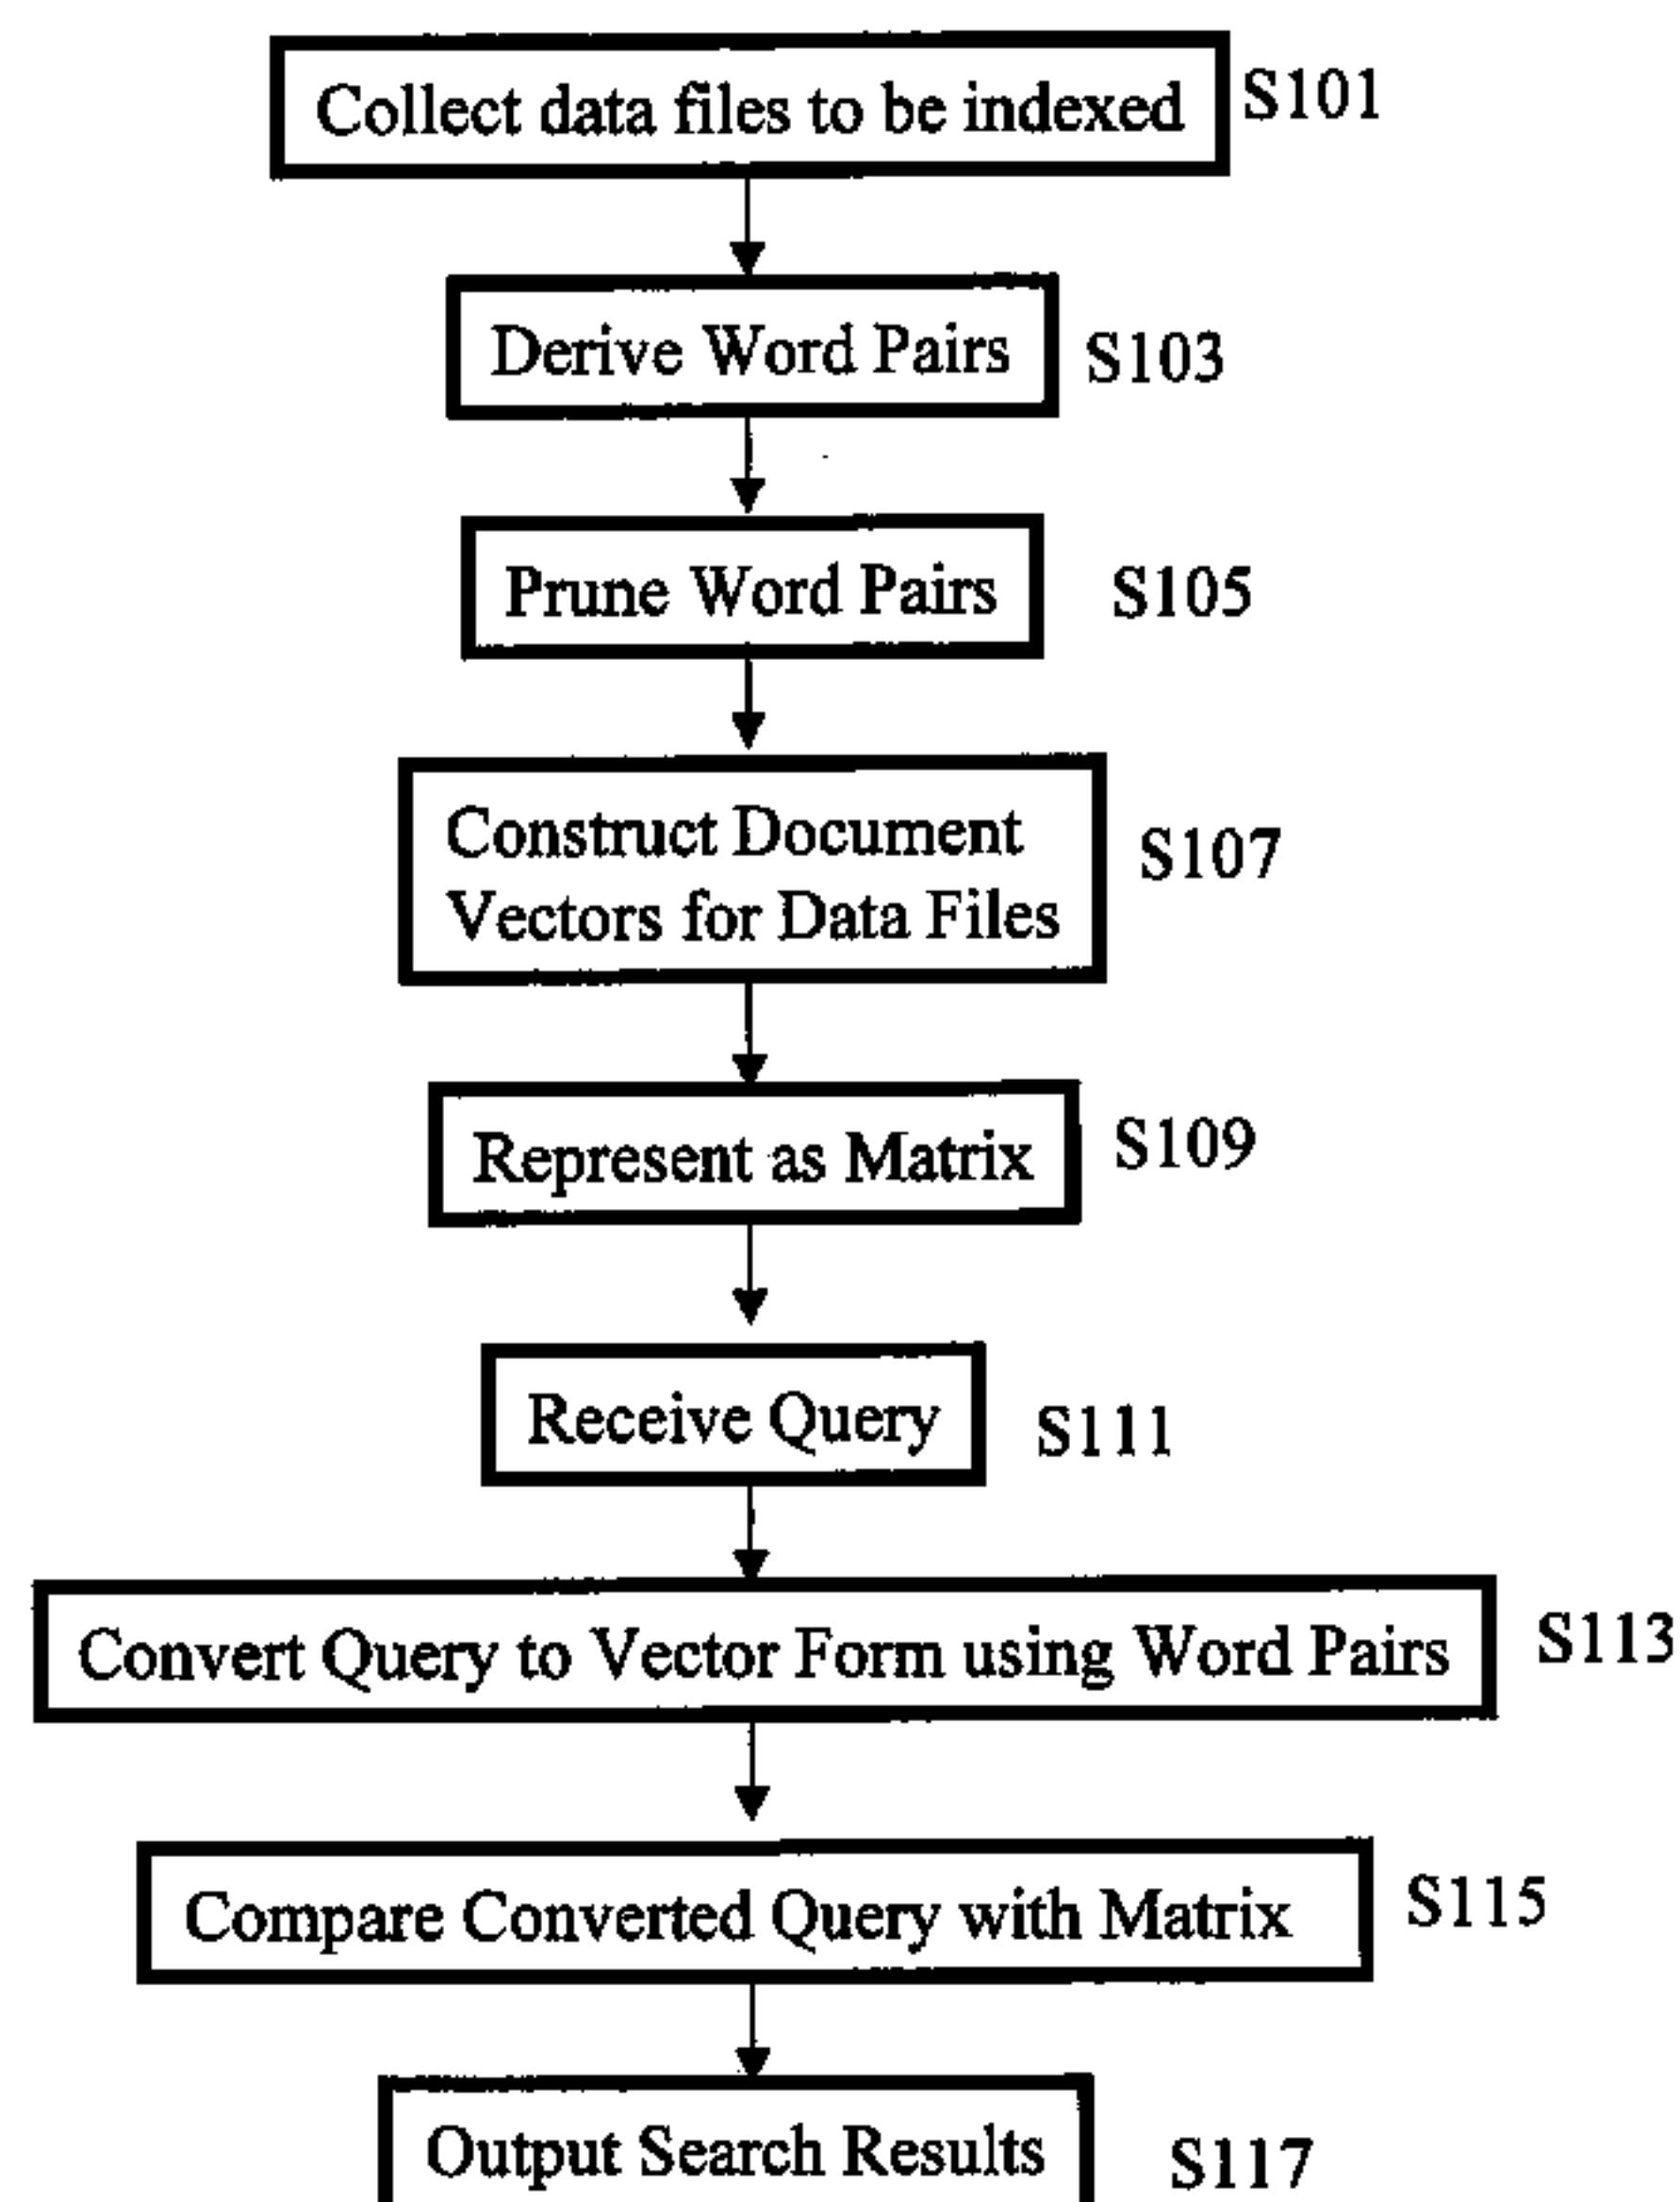 Collect data files to be indexed S101
Derive Word Pairs S103
Prune Word Pairs S105
Construct Document
Vectors for Data Files
S107
Represent as Matrix S109
Receive Query S111
Convert Query to Vector Form using Word Pairs S113
Compare Converted Query with Matrix S115
Output Search Results S117